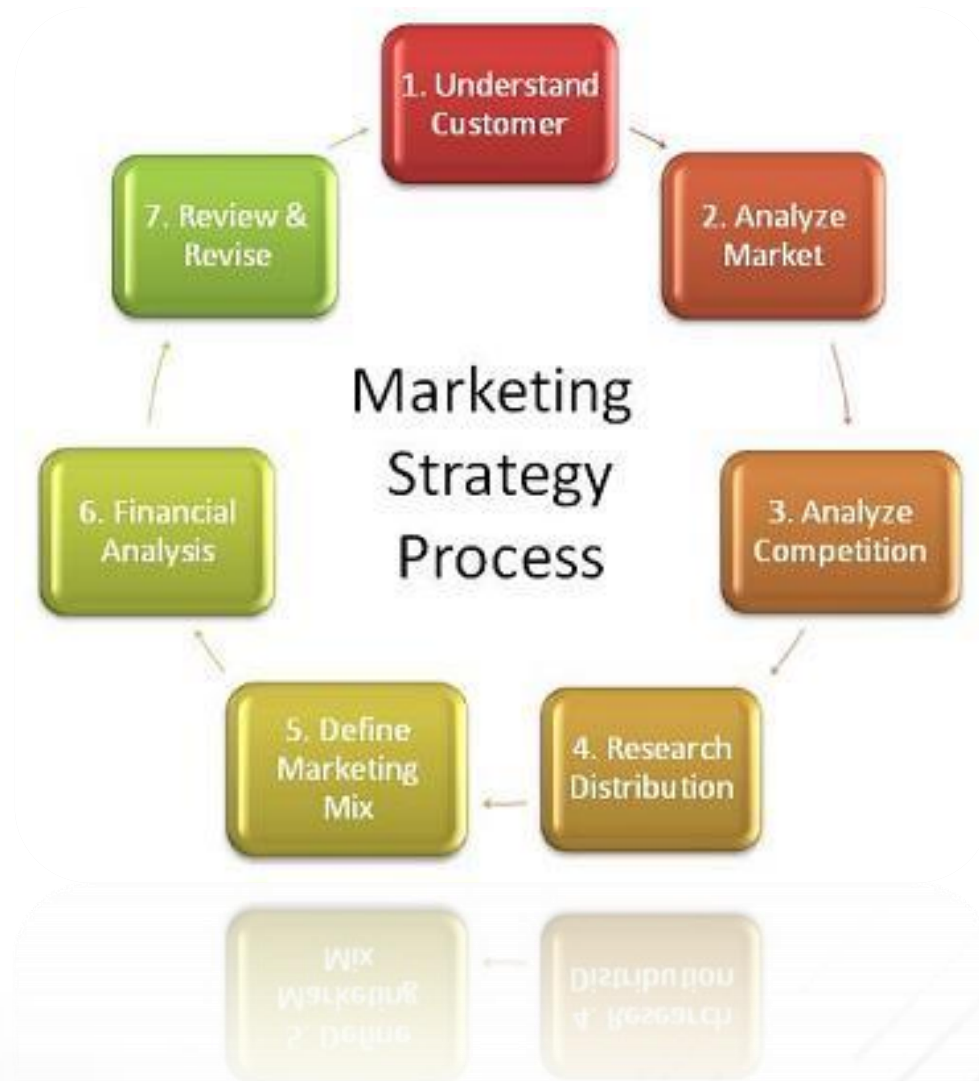 1. Understand
Customer
2. Analyze
Market
3. Analyze
Competition
4. Research
Distribution
5. Define
Marketing
Mix
6. Financial
Analysis
7. Review &
Revise
Marketing
Strategy
Process